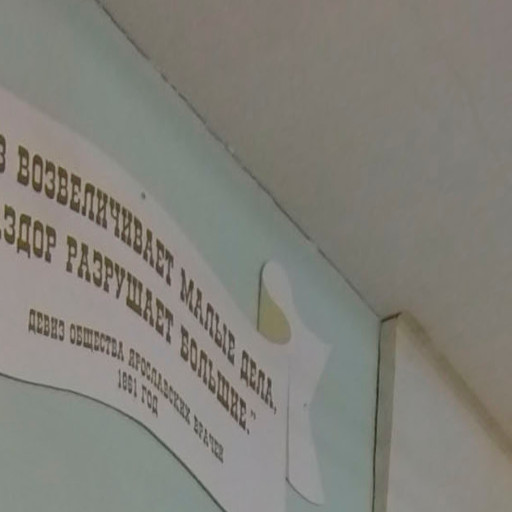 З ВОЗВЕЛИЧИВАЕТ МАЛЫЕ ДЕЛА,
ЗДОР РАЗРУШАЕТ БОЛЬШИЕ."
ДЕВИЗ ОБЩЕСТВА ЯРОСЛАВСКИХ ВРАЧЕЙ
1861 ГОД